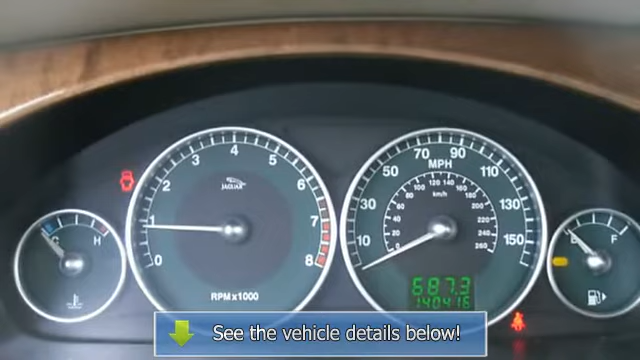 C H
0 1 2 3 4 5 6 7 8
JAGUAR
RPMx1000
10 30 50 70 90 110 130 150
MPH
km/h
0 20 40 60 80 100 120 140 160 180 200 220 240 260
687.3
140416
E F
See the vehicle details below!